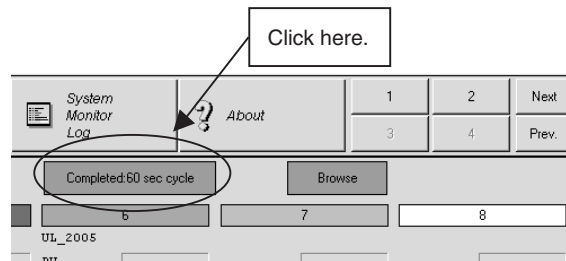 Click here.
System
Monitor
Log
About
1
2
Next
3
4
Prev.
Completed:60 sec cycle
Browse
6
7
8
UL_2005